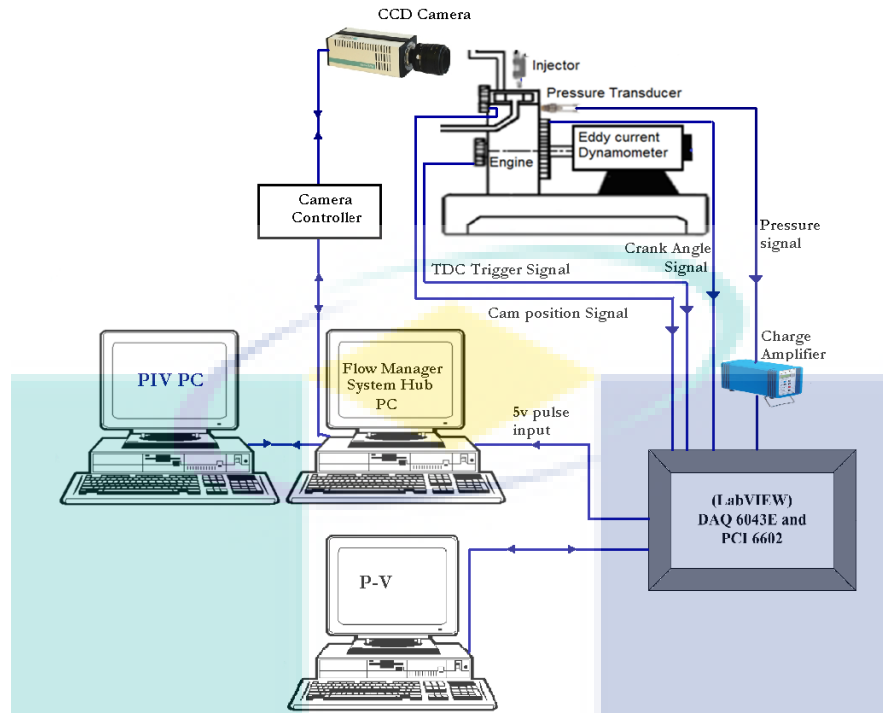 CCD Camera
Injector
Pressure Transducer
Eddy current
Dynamometer
Engine
Camera
Controller
Pressure
signal
Crank Angle
Signal
TDC Trigger Signal
Cam position Signal
Charge
Amplifier
PIV PC
Flow Manager
System Hub
PC
5v pulse
input
(LabVIEW)
DAQ 6043E and
PCI 6602
P-V